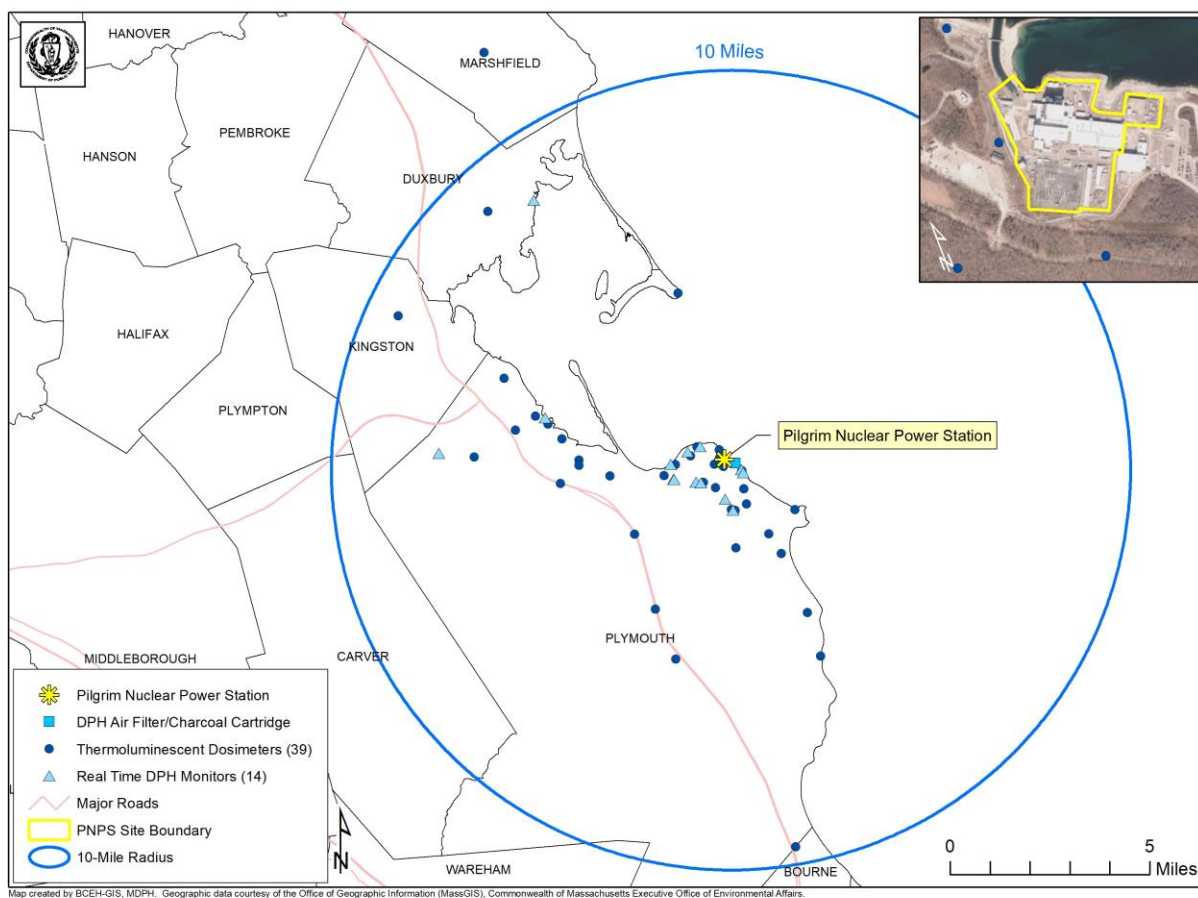 HANOVER
10 Miles
MARSHFIELD
PEMBROKE
HANSON
DUXBURY
HALIFAX
KINGSTON
PLYMPTON
Pilgrim Nuclear Power Station
PLYMOUTH
MIDDLEBOROUGH
CARVER
Pilgrim Nuclear Power Station
DPH Air Filter/Charcoal Cartridge
Thermoluminescent Dosimeters (39)
Real Time DPH Monitors (14)
Major Roads
PNPS Site Boundary
10-Mile Radius
N
N
0 5
Miles
WAREHAM
BOURNE
Map created by BCEH-GIS, MDPH. Geographic data courtesy of the Office of Geographic Information (MassGIS), Commonwealth of Massachusetts Executive Office of Environmental Affairs.